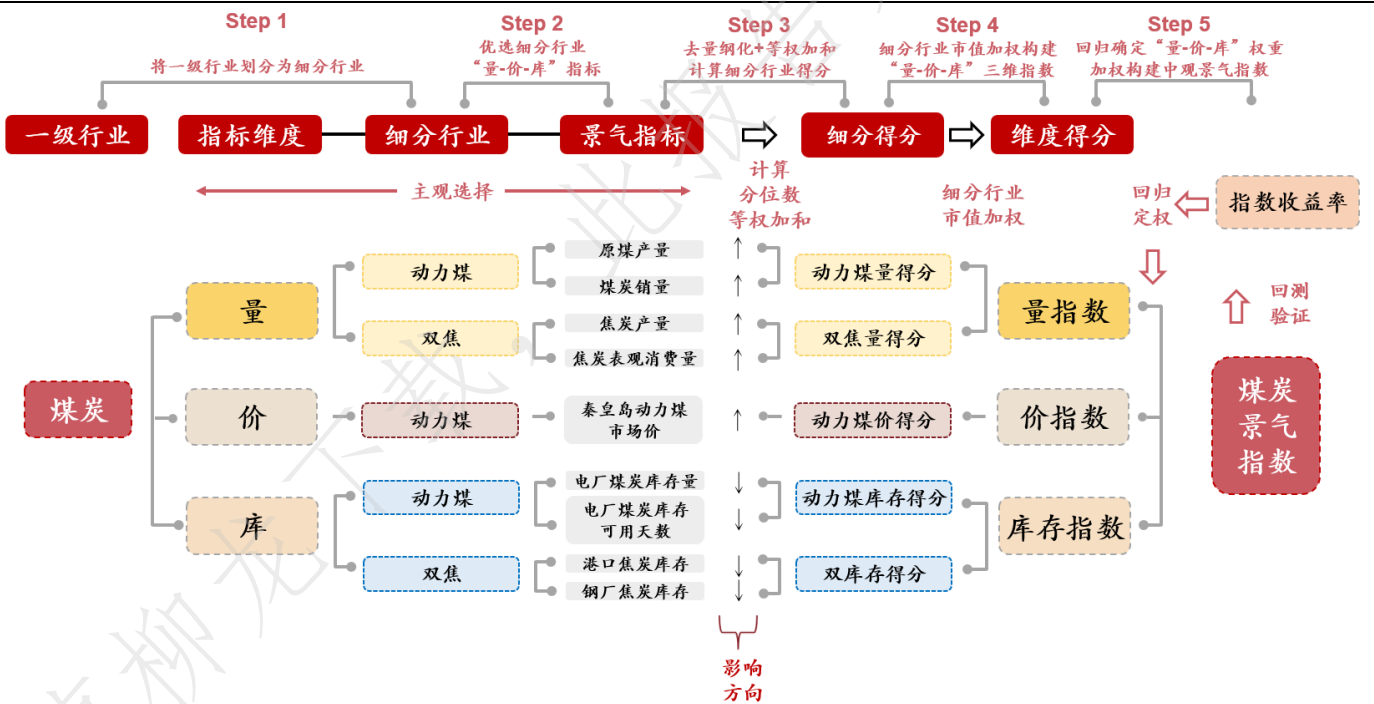 Step 1
将一级行业划分为细分行业
Step 2
优选细分行业
“量-价-库”指标
Step 3
去量纲化+等权加和
计算细分行业得分
Step 4
细分行业市值加权构建
“量-价-库”三维指数
Step 5
回归确定“量-价-库”权重
加权构建中观景气指数
一级行业
指标维度
细分行业
景气指标
细分得分
维度得分
主观选择
计算
分位数
等权加和
细分行业
市值加权
回归
定权
指数收益率
煤炭
量
动力煤
原煤产量
↑
煤炭销量
↑
动力煤量得分
双焦
焦炭产量
↑
焦炭表观消费量
↑
双焦量得分
量指数
回测
验证
价
动力煤
秦皇岛动力煤
市场价
↑
动力煤价得分
价指数
煤炭
景气
指数
库
动力煤
电厂煤炭库存量
↓
电厂煤炭库存
可用天数
↓
动力煤库存得分
双焦
港口焦炭库存
↓
钢厂焦炭库存
↓
双库存得分
库存指数
影响
方向
柳龙下载，此报告